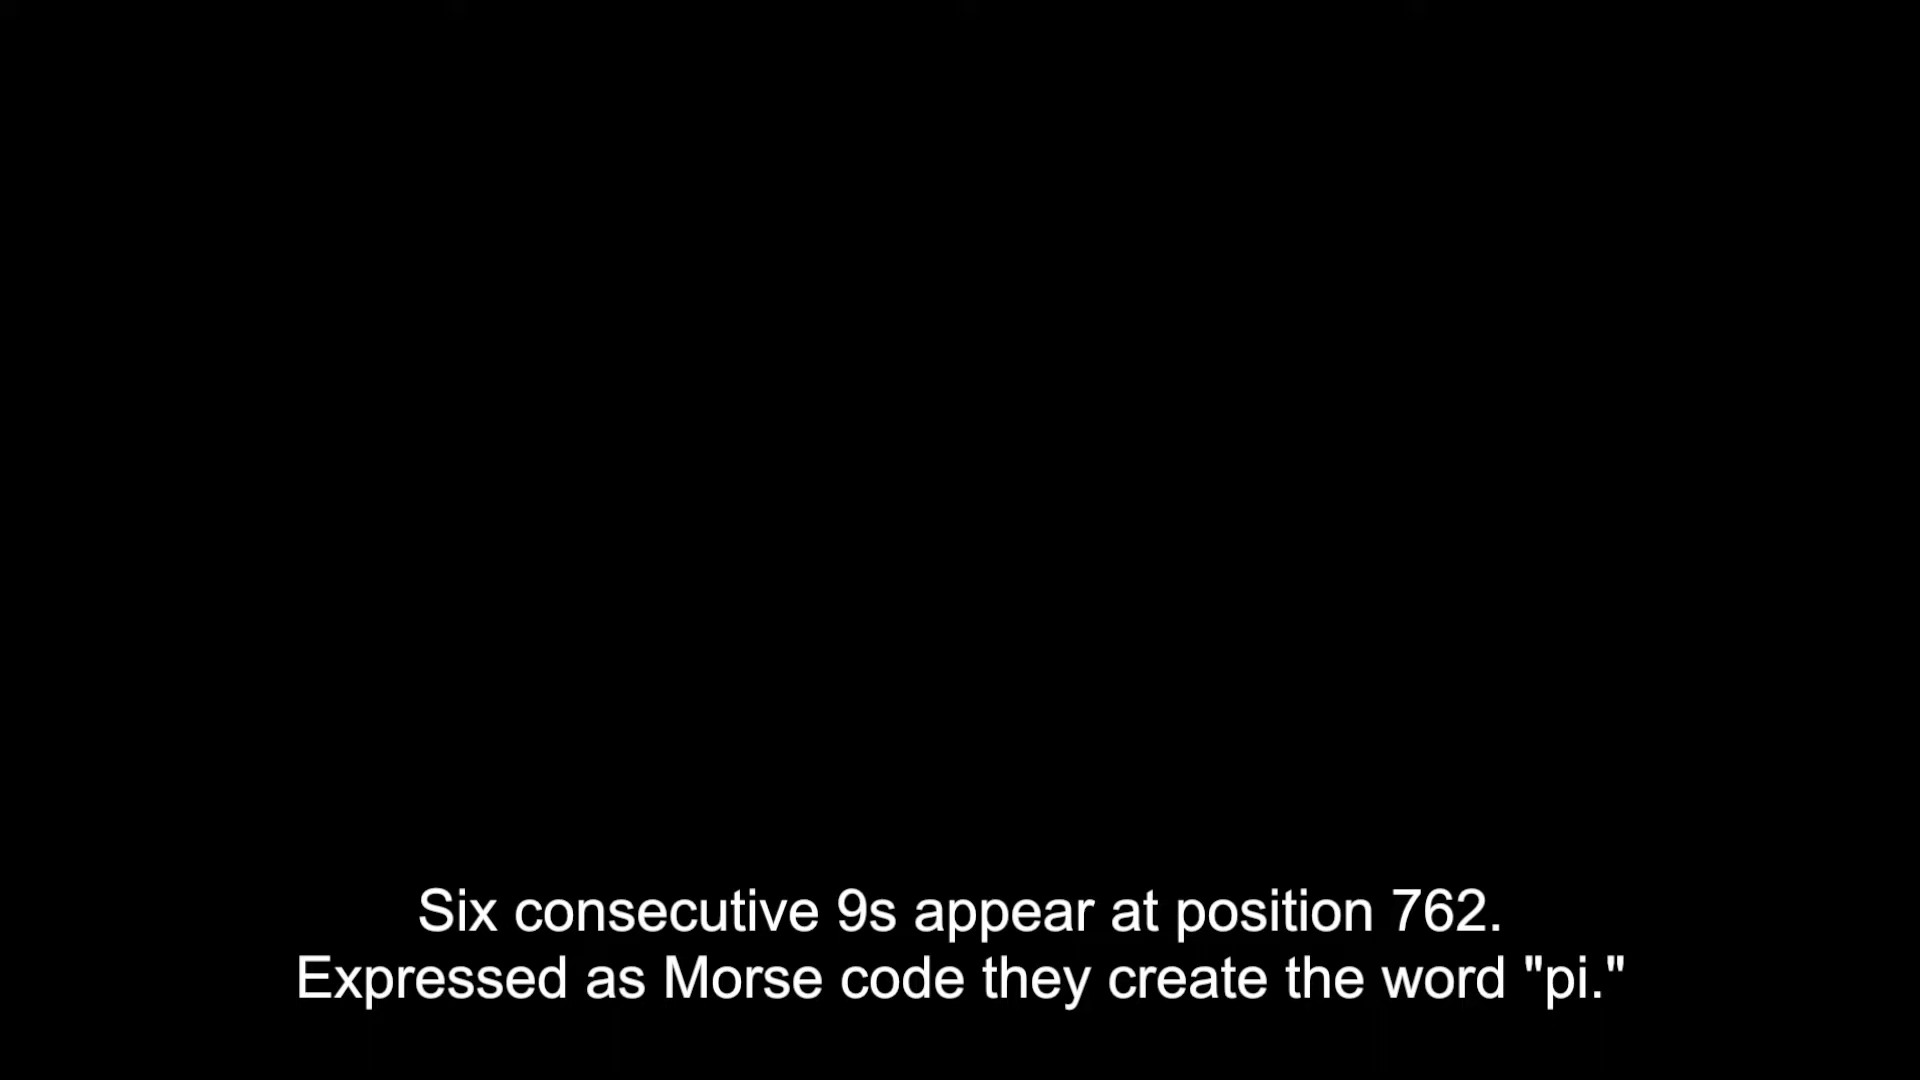 Six consecutive 9s appear at position 762.
Expressed as Morse code they create the word "pi."